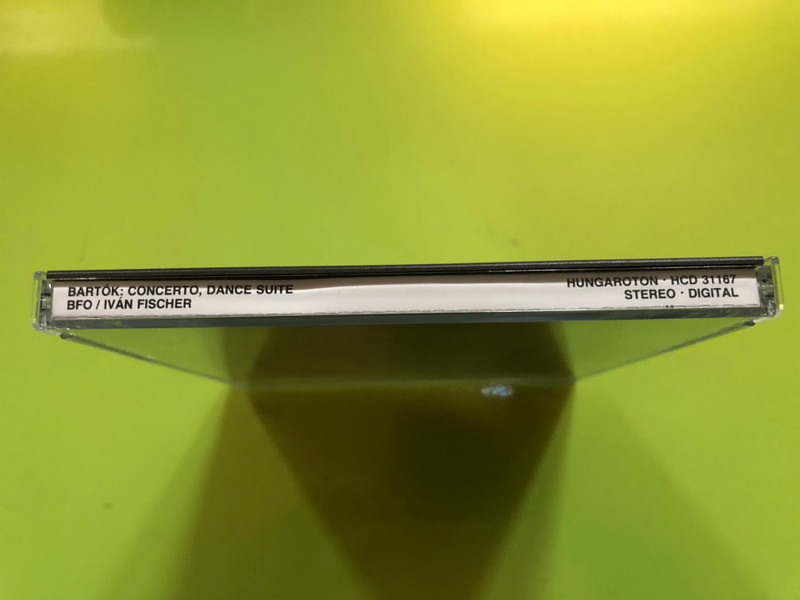 BARTÓK: CONCERTO, DANCE SUITE
BFO / IVÁN FISCHER
HUNGAROTON · HCD 31167
STEREO · DIGITAL